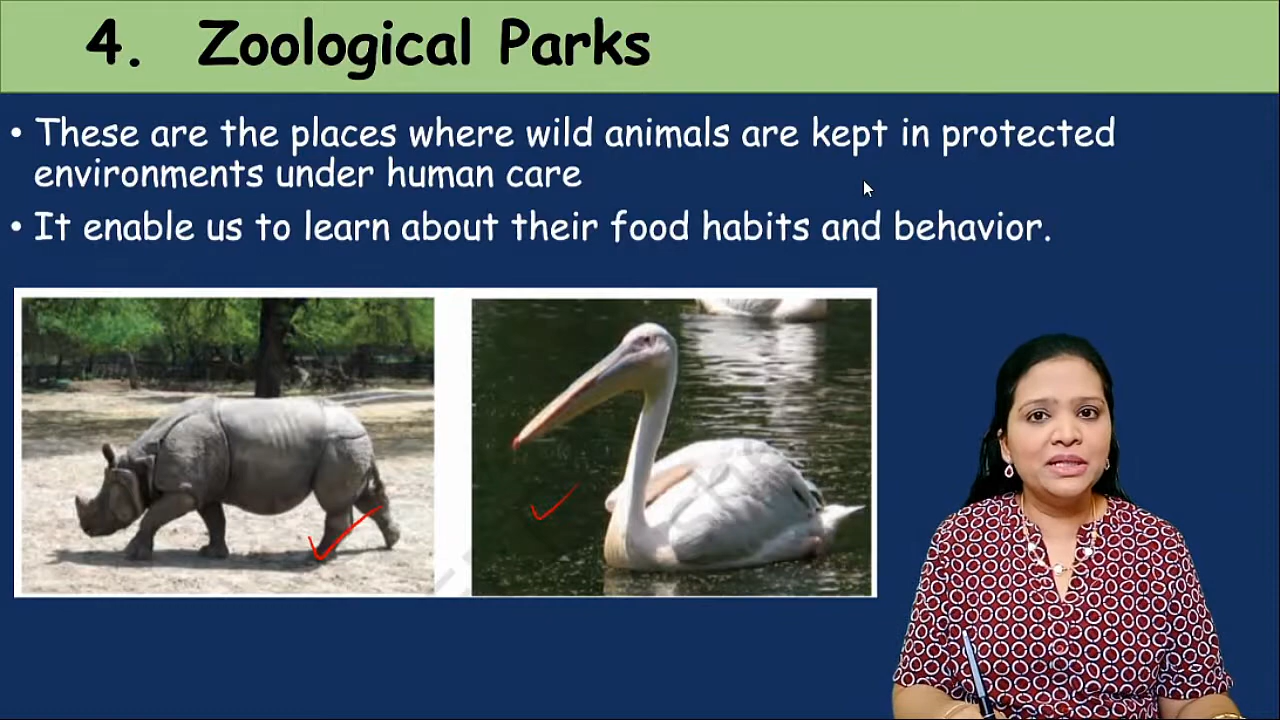 4. Zoological Parks
• These are the places where wild animals are kept in protected
environments under human care
• It enable us to learn about their food habits and behavior.